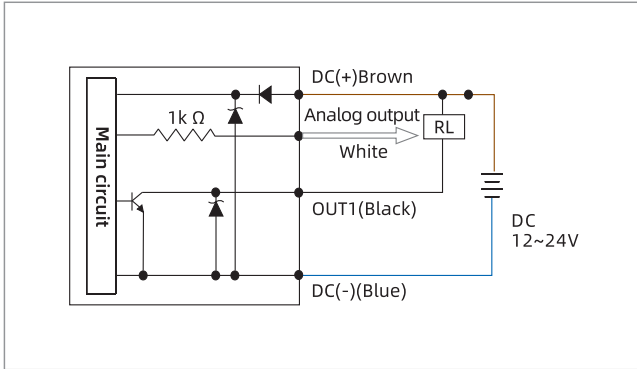 DC(+)Brown
1k Ω
Analog output
RL
Main circuit
White
OUT1(Black)
DC
12~24V
DC(-)(Blue)